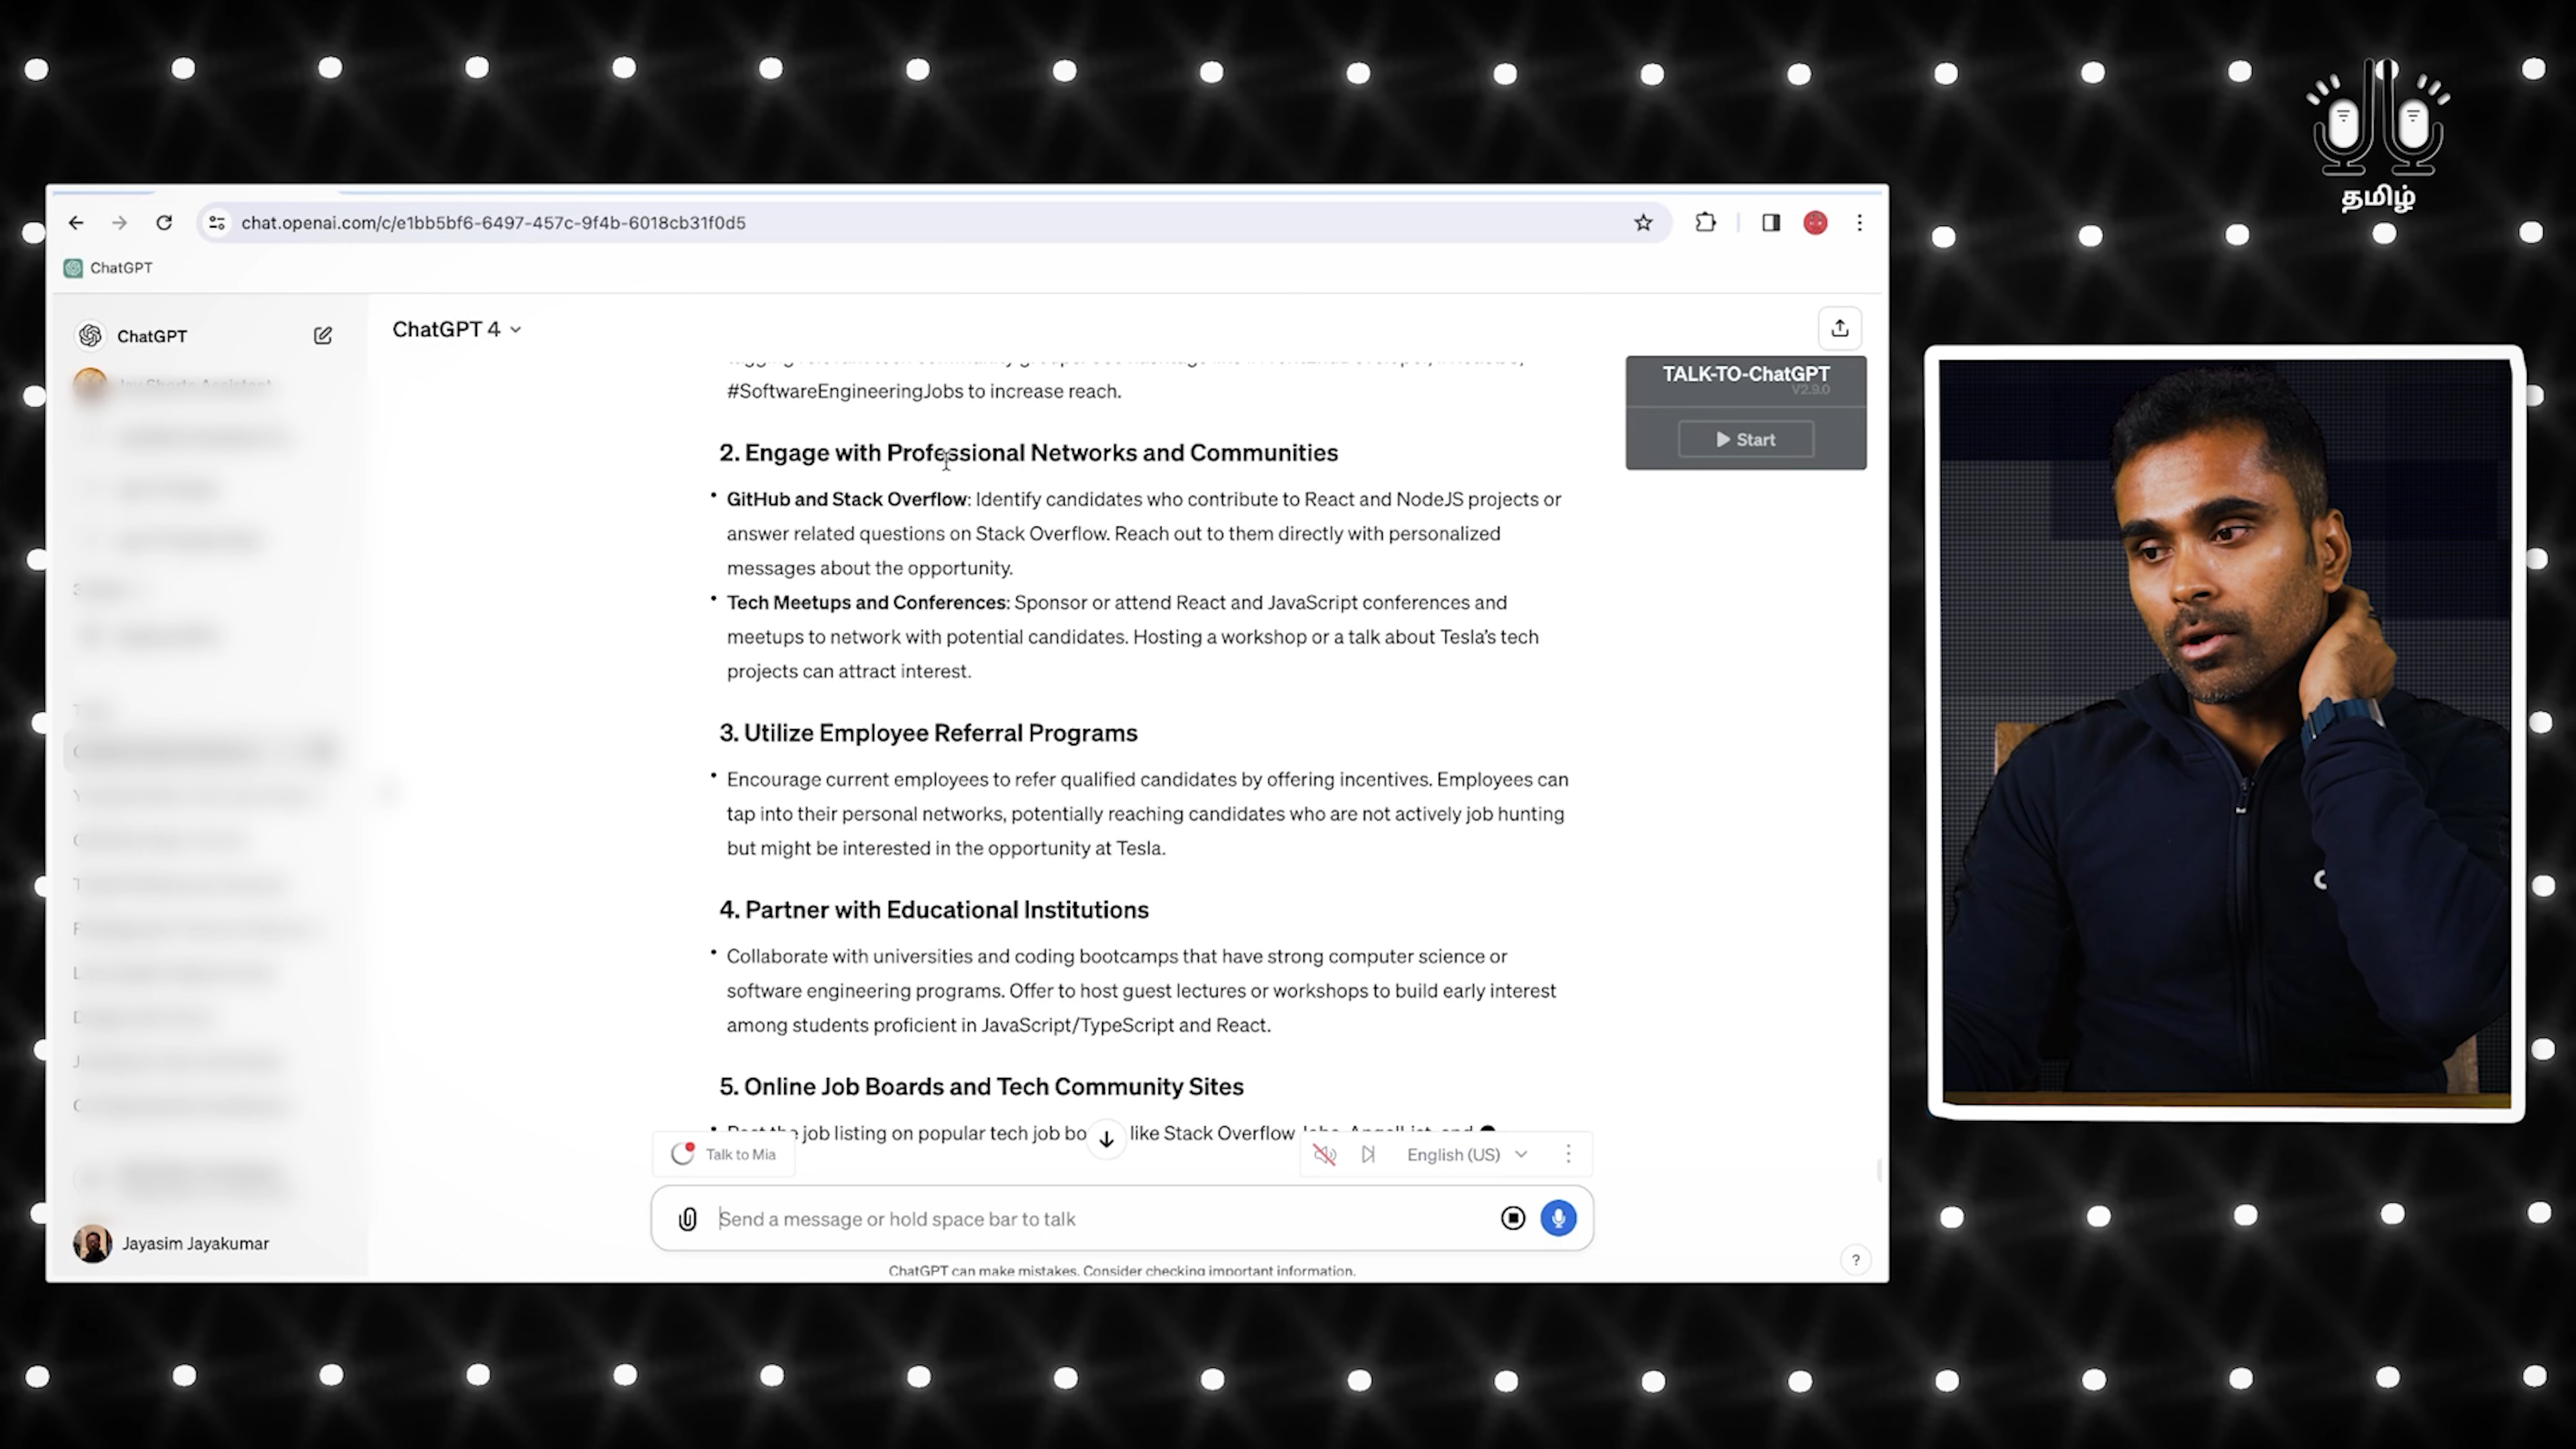 தமிழ்
chat.openai.com/c/e1bb5bf6-6497-457c-9f4b-6018cb31f0d5
ChatGPT
ChatGPT
ChatGPT 4
#SoftwareEngineeringJobs to increase reach.
TALK-TO-ChatGPT
V2.9.0
Start
2. Engage with Professional Networks and Communities
• GitHub and Stack Overflow: Identify candidates who contribute to React and NodeJS projects or
answer related questions on Stack Overflow. Reach out to them directly with personalized
messages about the opportunity.
• Tech Meetups and Conferences: Sponsor or attend React and JavaScript conferences and
meetups to network with potential candidates. Hosting a workshop or a talk about Tesla's tech
projects can attract interest.
3. Utilize Employee Referral Programs
• Encourage current employees to refer qualified candidates by offering incentives. Employees can
tap into their personal networks, potentially reaching candidates who are not actively job hunting
but might be interested in the opportunity at Tesla.
4. Partner with Educational Institutions
• Collaborate with universities and coding bootcamps that have strong computer science or
software engineering programs. Offer to host guest lectures or workshops to build early interest
among students proficient in JavaScript/TypeScript and React.
5. Online Job Boards and Tech Community Sites
job listing on popular tech job like Stack Overflow
Talk to Mia
English (US)
Send a message or hold space bar to talk
Jayasim Jayakumar
?
ChatGPT can make mistakes. Consider checking important information.